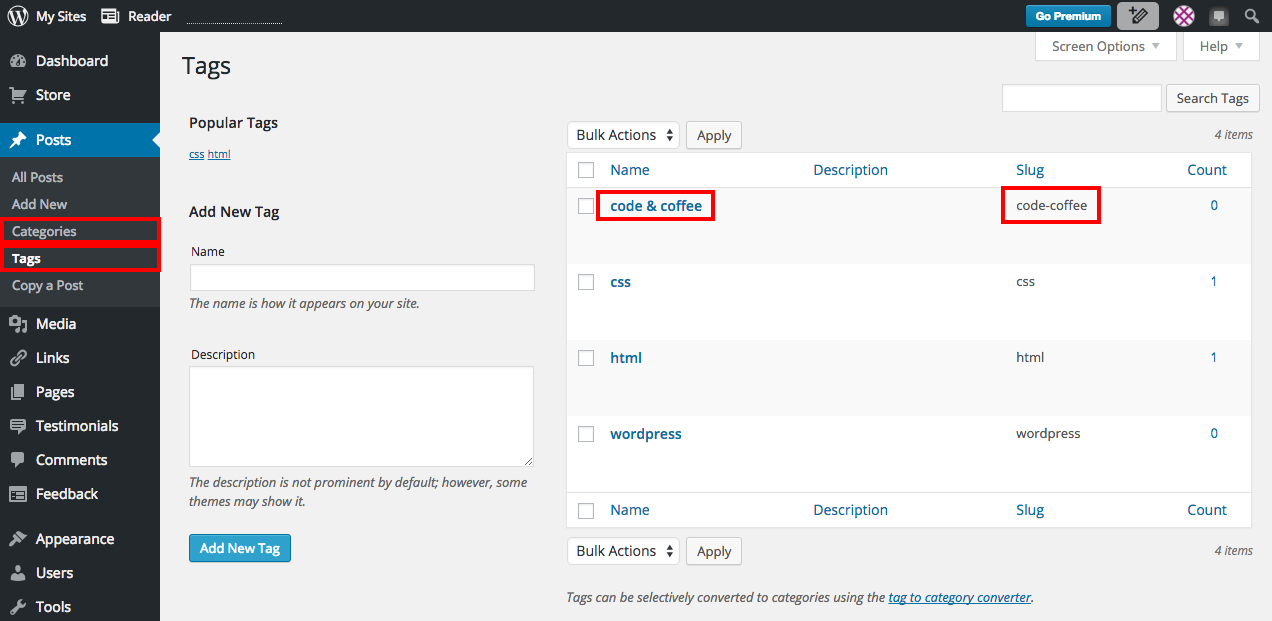 My Sites Reader Go Premium
Screen Options Help
Dashboard
Store
Posts
All Posts
Add New
Categories
Tags
Copy a Post
Media
Links
Pages
Testimonials
Comments
Feedback
Appearance
Users
Tools
Tags
Search Tags
Popular Tags
css html
Add New Tag
Name
The name is how it appears on your site.
Description
The description is not prominent by default; however, some
themes may show it.
Add New Tag
Bulk Actions Apply 4 items
Name Description Slug Count
code & coffee code-coffee 0
css css 1
html html 1
wordpress wordpress 0
Name Description Slug Count
Bulk Actions Apply 4 items
Tags can be selectively converted to categories using the tag to category converter.